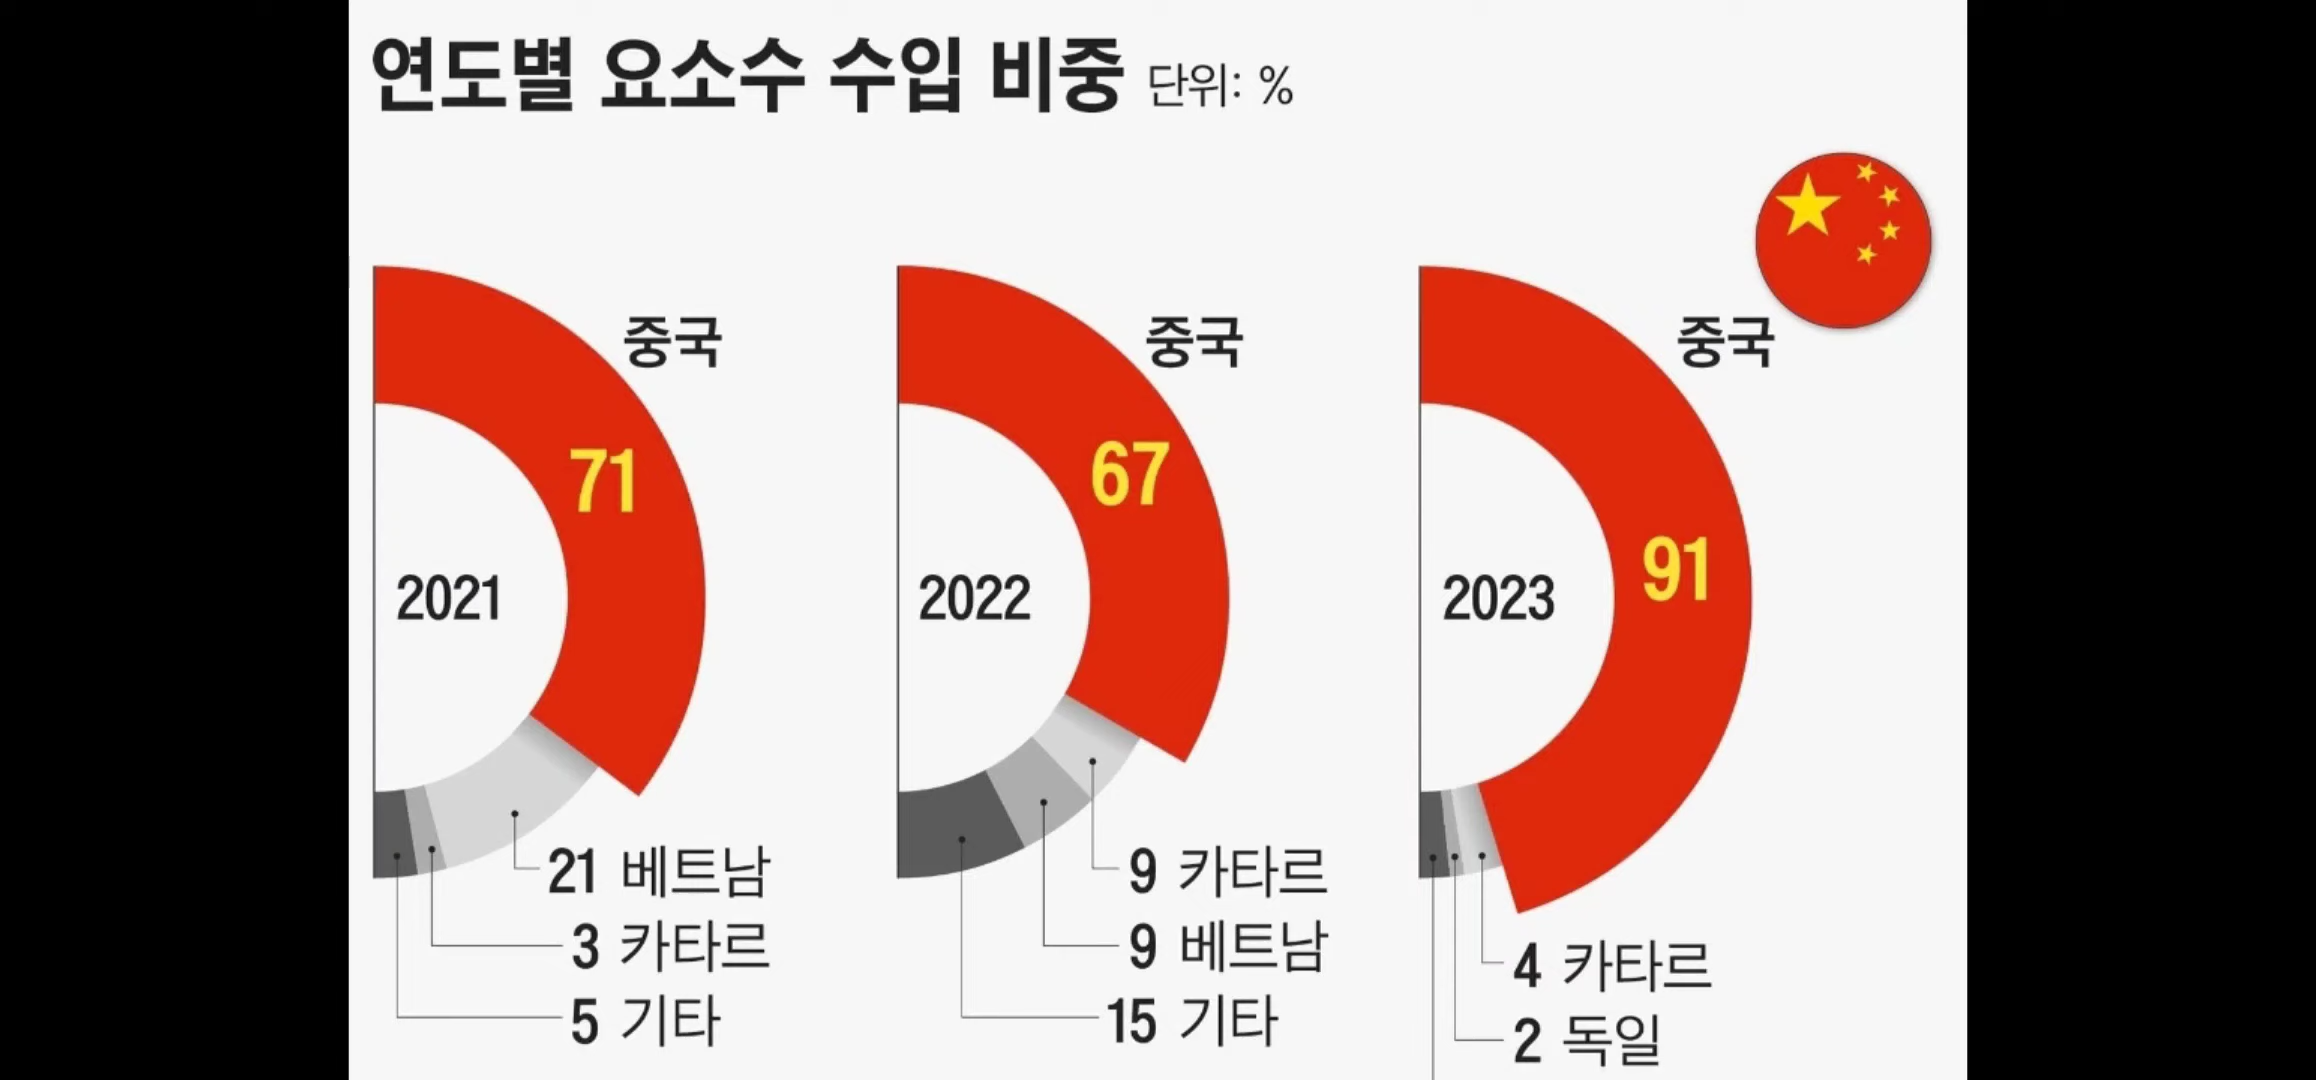 연도별 요소수 수입 비중 단위: %
중국
71
2021
21 베트남
3 카타르
5 기타
중국
67
2022
9 카타르
9 베트남
15 기타
중국
91
2023
4 카타르
2 독일